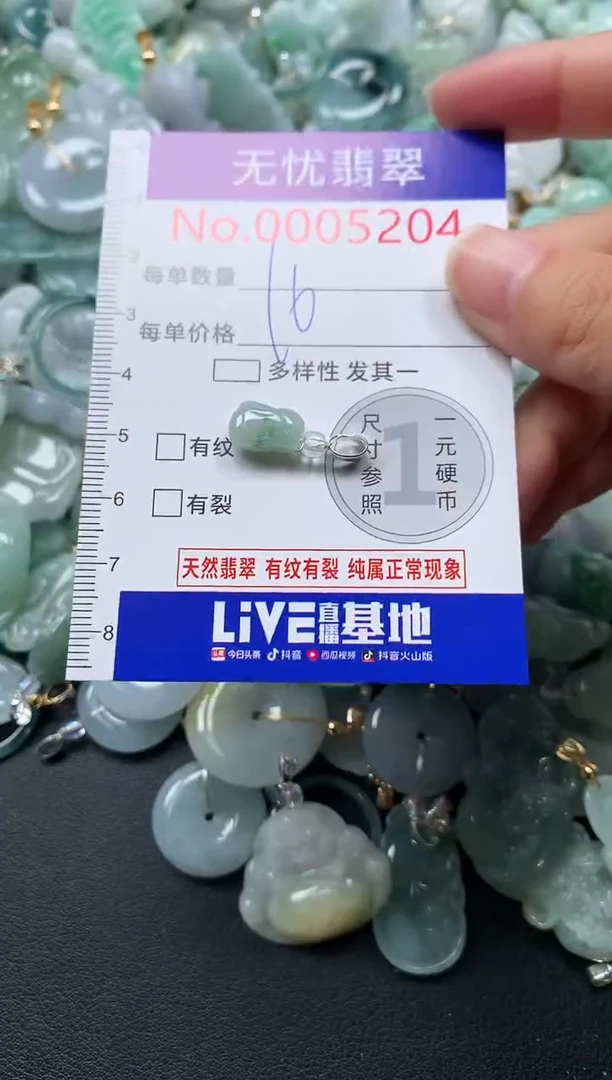 无忧翡翠
No.0005204
每单数量
16
每单价格
多样性 发其一
有纹
有裂
尺寸参照
1
一元硬币
天然翡翠 有纹有裂 纯属正常现象
LiVE直播基地
今日头条 抖音 西瓜视频 抖音火山版
1
2
3
4
5
6
7
8